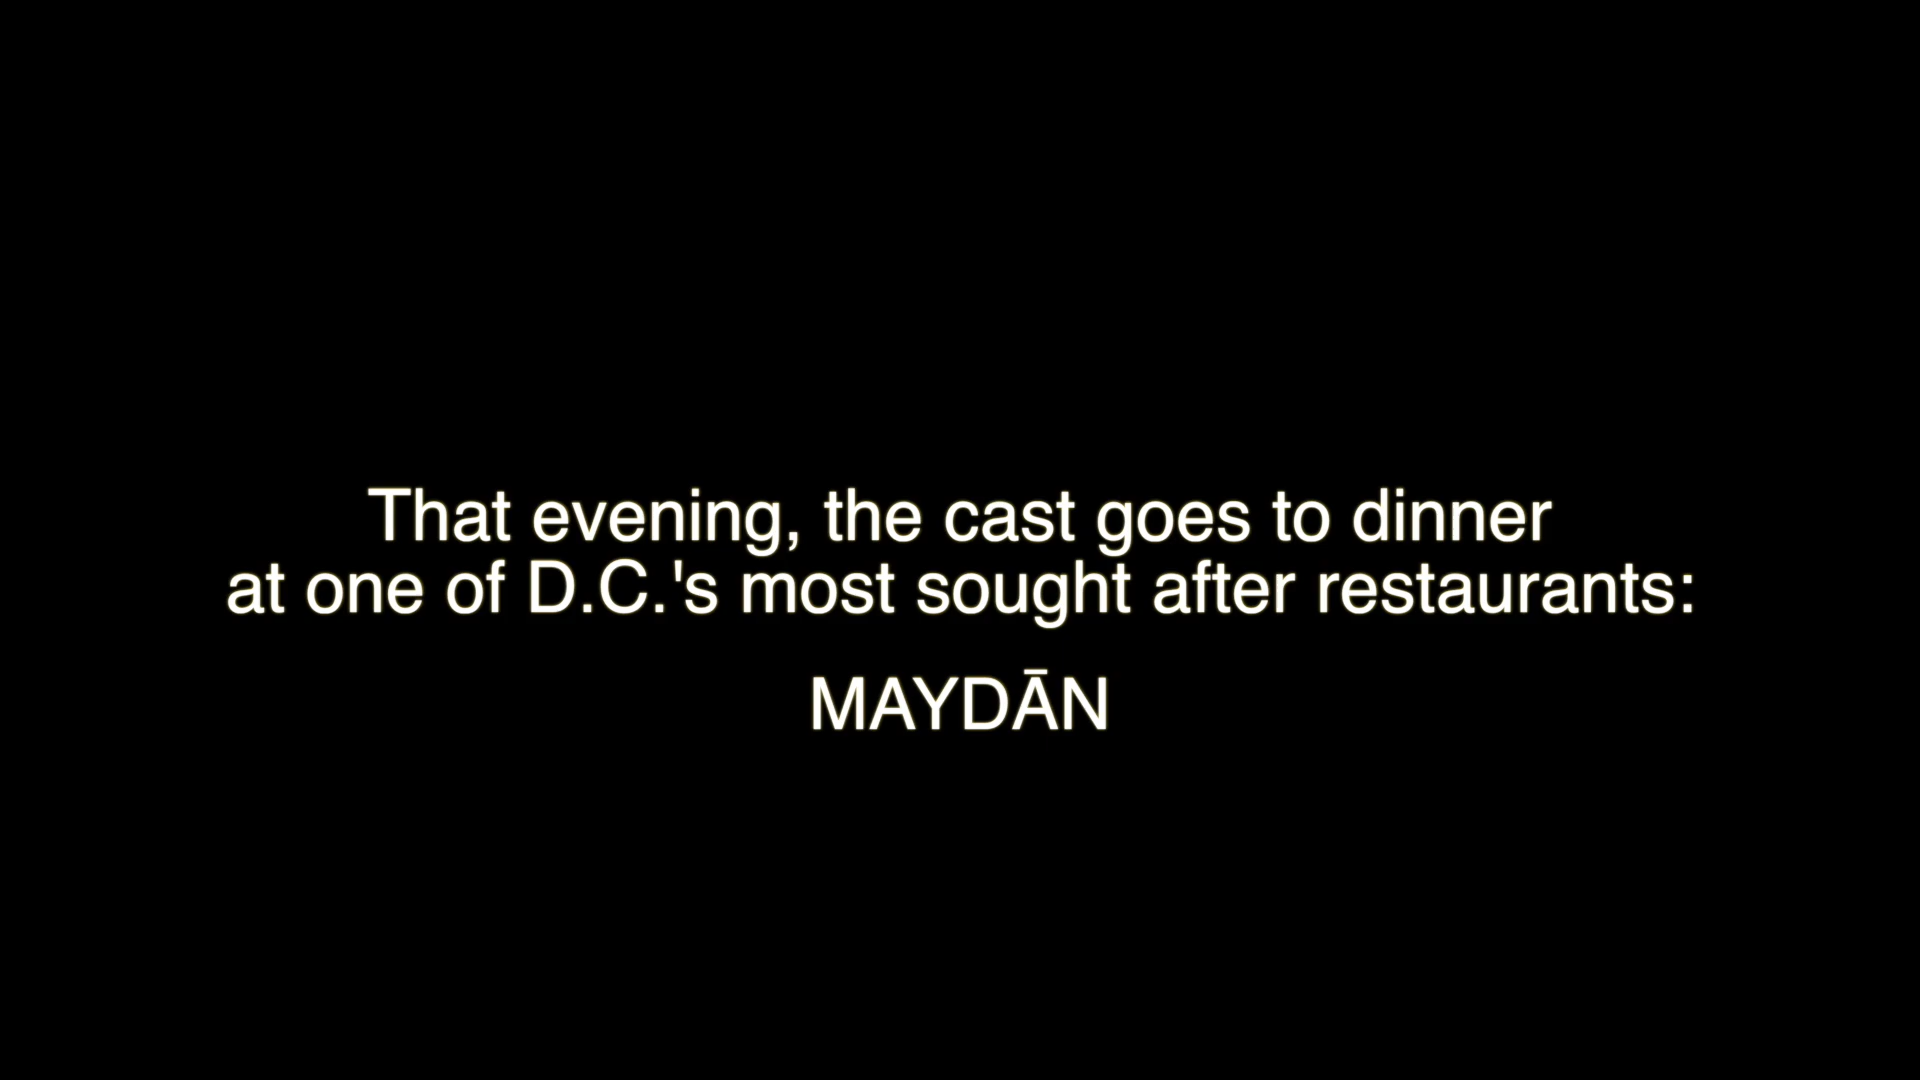 That evening, the cast goes to dinner
at one of D.C.'s most sought after restaurants:
MAYDĀN